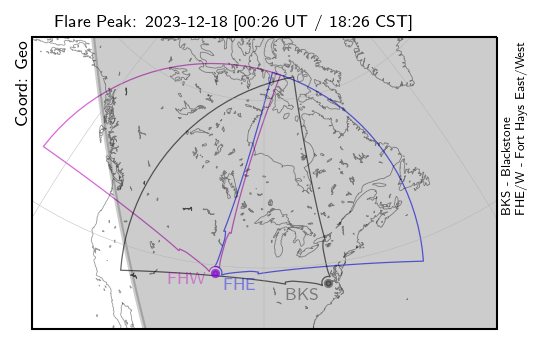 Flare Peak: 2023-12-18 [00:26 UT / 18:26 CST]
Coord: Geo
BKS - Blackstone
FHE/W - Fort Hays East/West
FHW
FHE
BKS